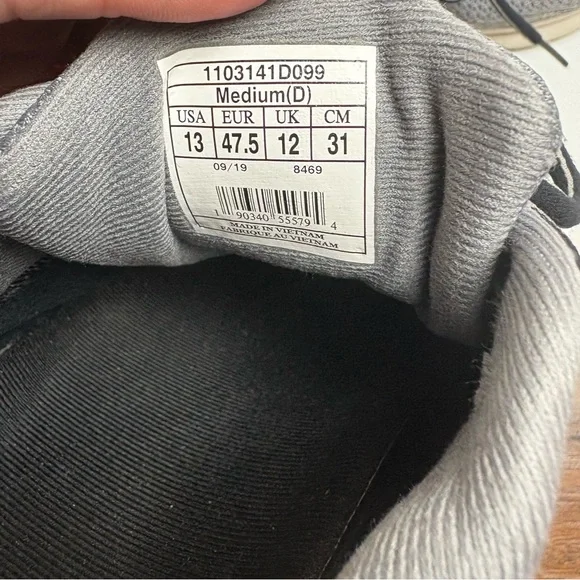 1103141D099
Medium(D)
USA EUR UK CM
13 47.5 12 31
09/19 8469
1 90340 55579 4
MADE IN VIETNAM
FABRIQUE AU VIETNAM